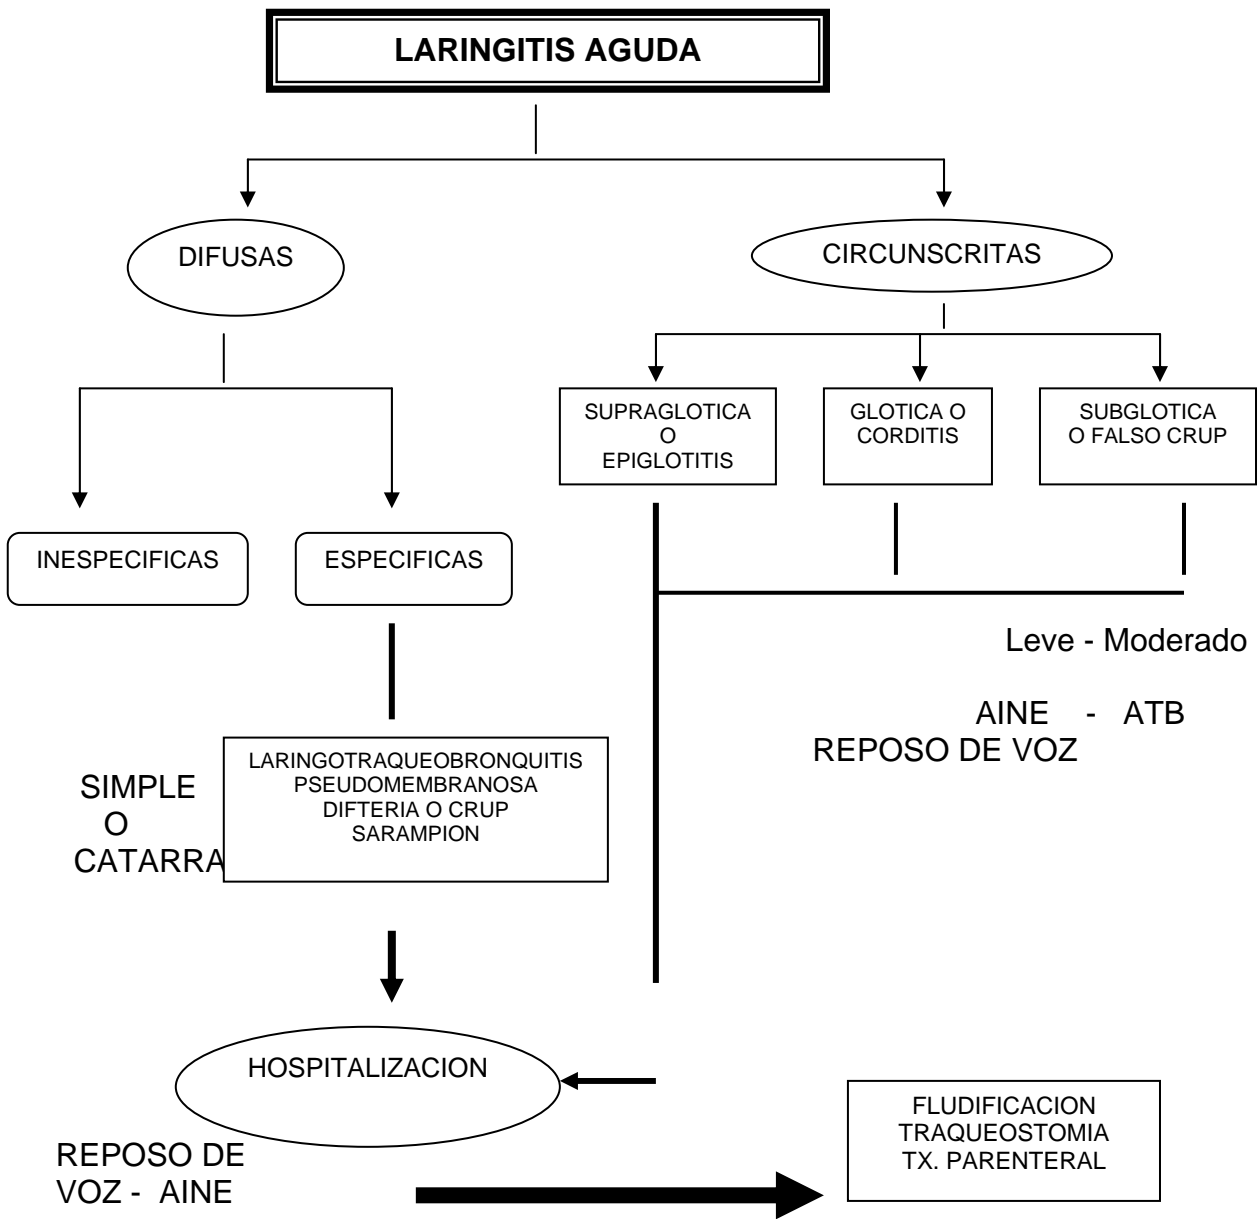 LARINGITIS AGUDA
DIFUSAS
CIRCUNSCRITAS
SUPRAGLOTICA
O
EPIGLOTITIS
GLOTICA O
CORDITIS
SUBGLOTICA
O FALSO CRUP
INESPECIFICAS
ESPECIFICAS
Leve - Moderado
AINE - ATB
REPOSO DE VOZ
SIMPLE
O
CATARRA
LARINGOTRAQUEOBRONQUITIS
PSEUDOMEMBRANOSA
DIFTERIA O CRUP
SARAMPION
HOSPITALIZACION
REPOSO DE
VOZ - AINE
FLUDIFICACION
TRAQUEOSTOMIA
TX. PARENTERAL